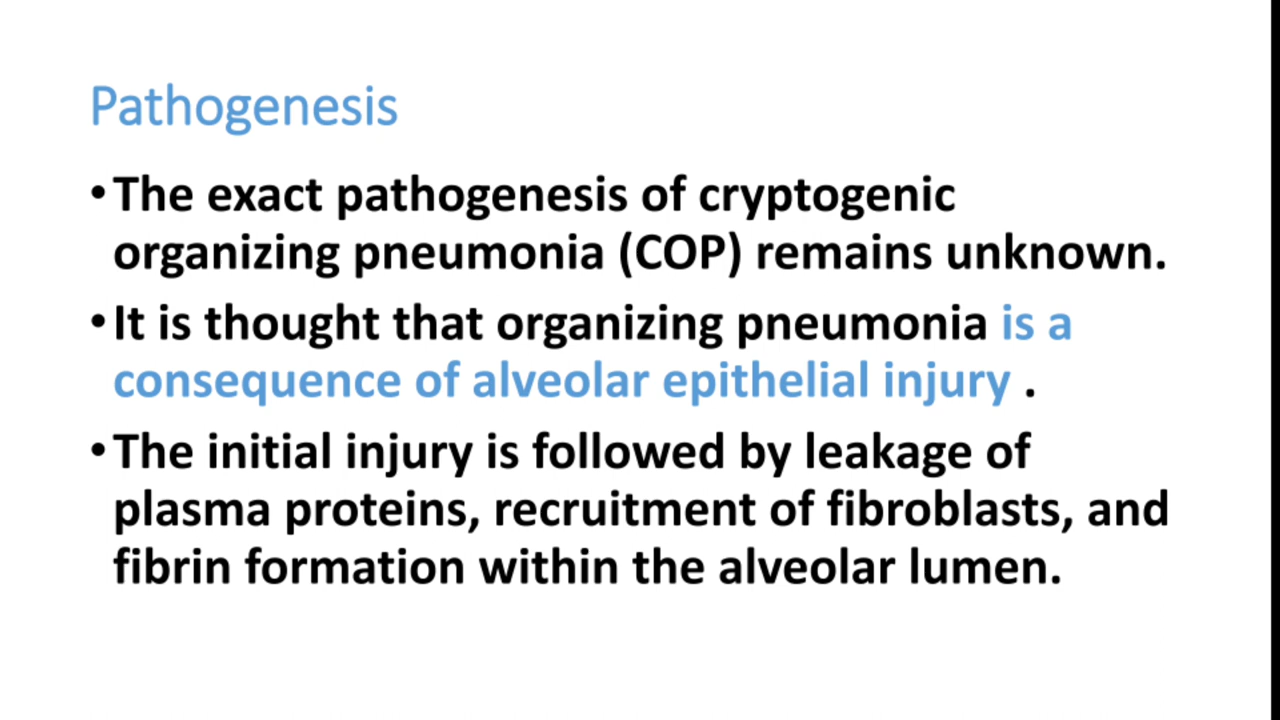 Pathogenesis
•The exact pathogenesis of cryptogenic
organizing pneumonia (COP) remains unknown.
•It is thought that organizing pneumonia is a
consequence of alveolar epithelial injury .
•The initial injury is followed by leakage of
plasma proteins, recruitment of fibroblasts, and
fibrin formation within the alveolar lumen.